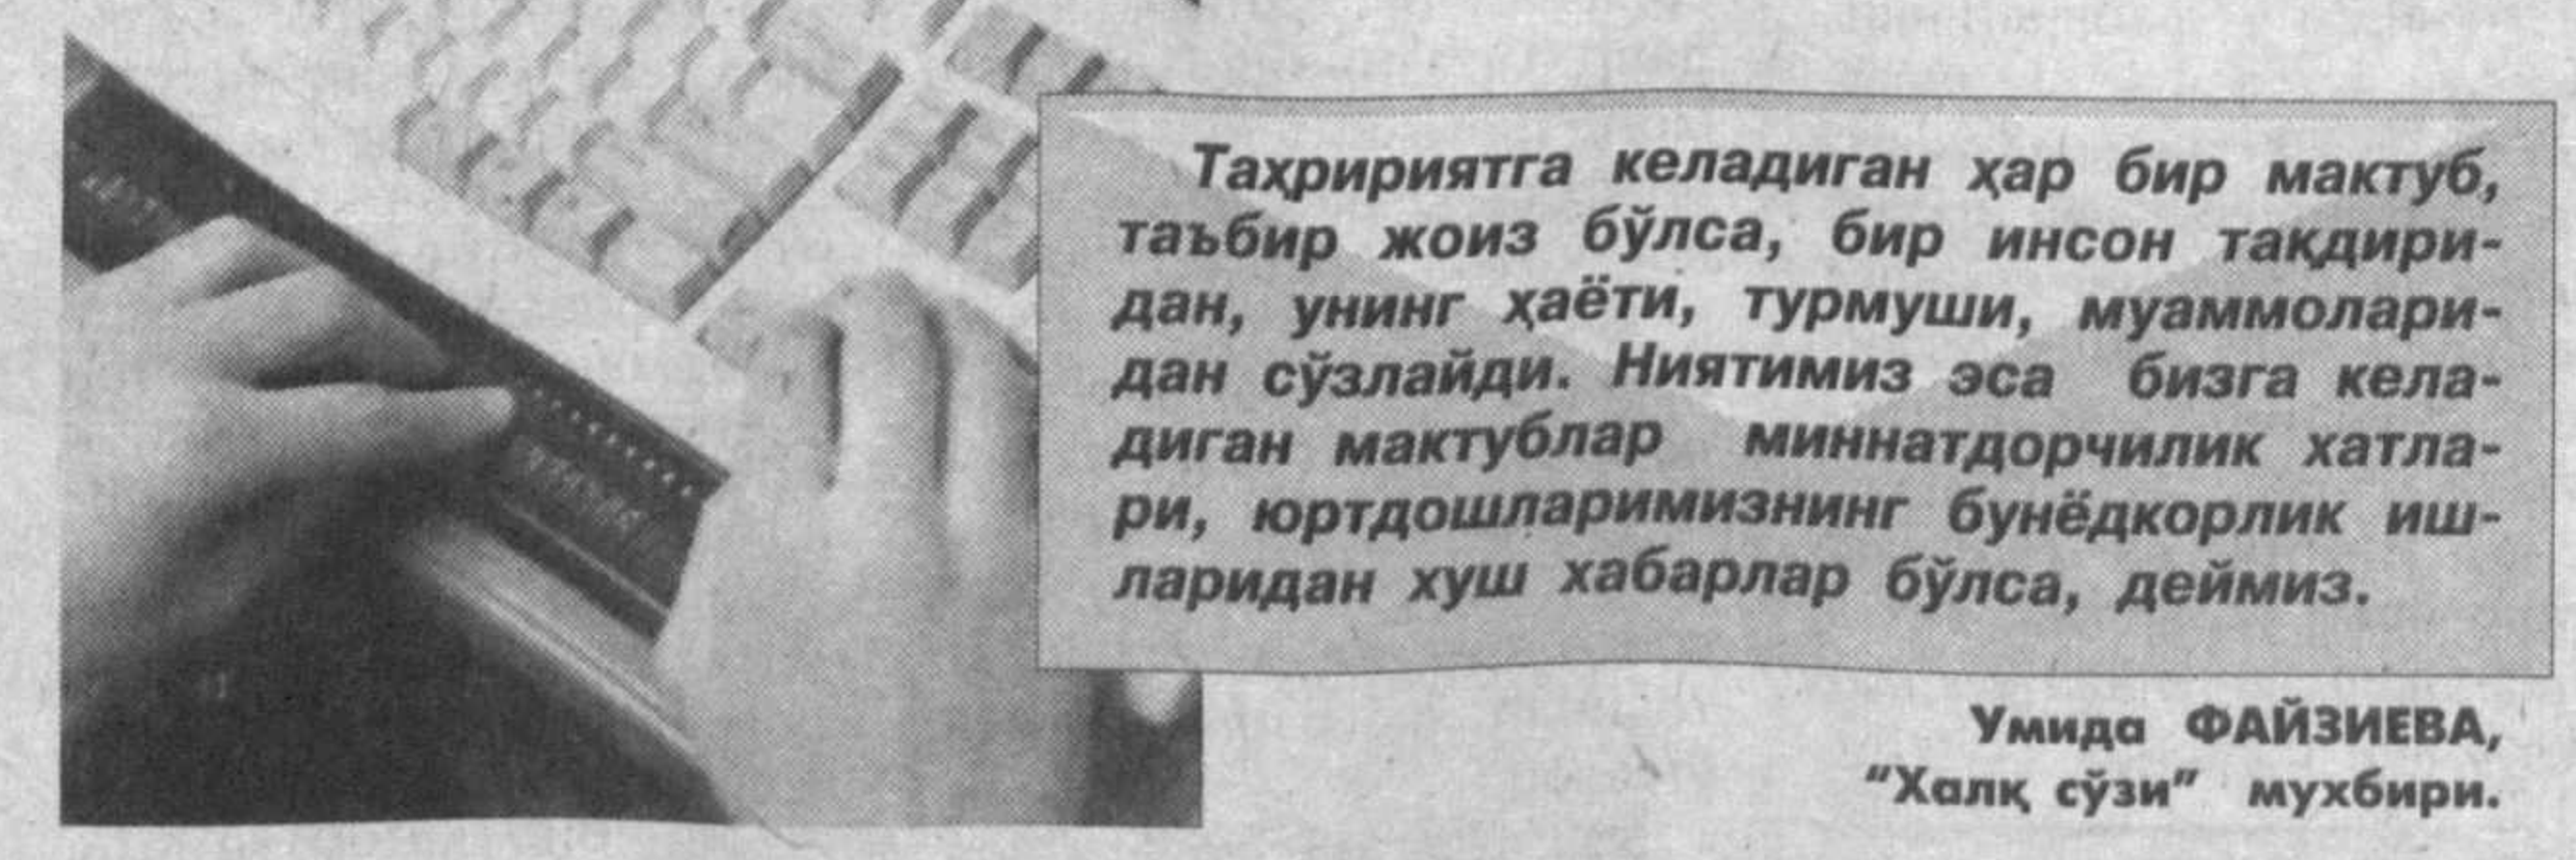 Таҳририятга келадиган ҳар бир мактуб,
таъбир жоиз бўлса, бир инсон тақдири-
дан, унинг ҳаёти, турмуши, муаммолари-
дан сўзлайди. Ниятимиз эса бизга кела-
диган мактублар миннатдорчилик хатла-
ри, юртдошларимизнинг бунёдкорлик иш-
ларидан хуш хабарлар бўлса, деймиз.
Умида ФАЙЗИЕВА,
"Халқ сўзи" мухбири.